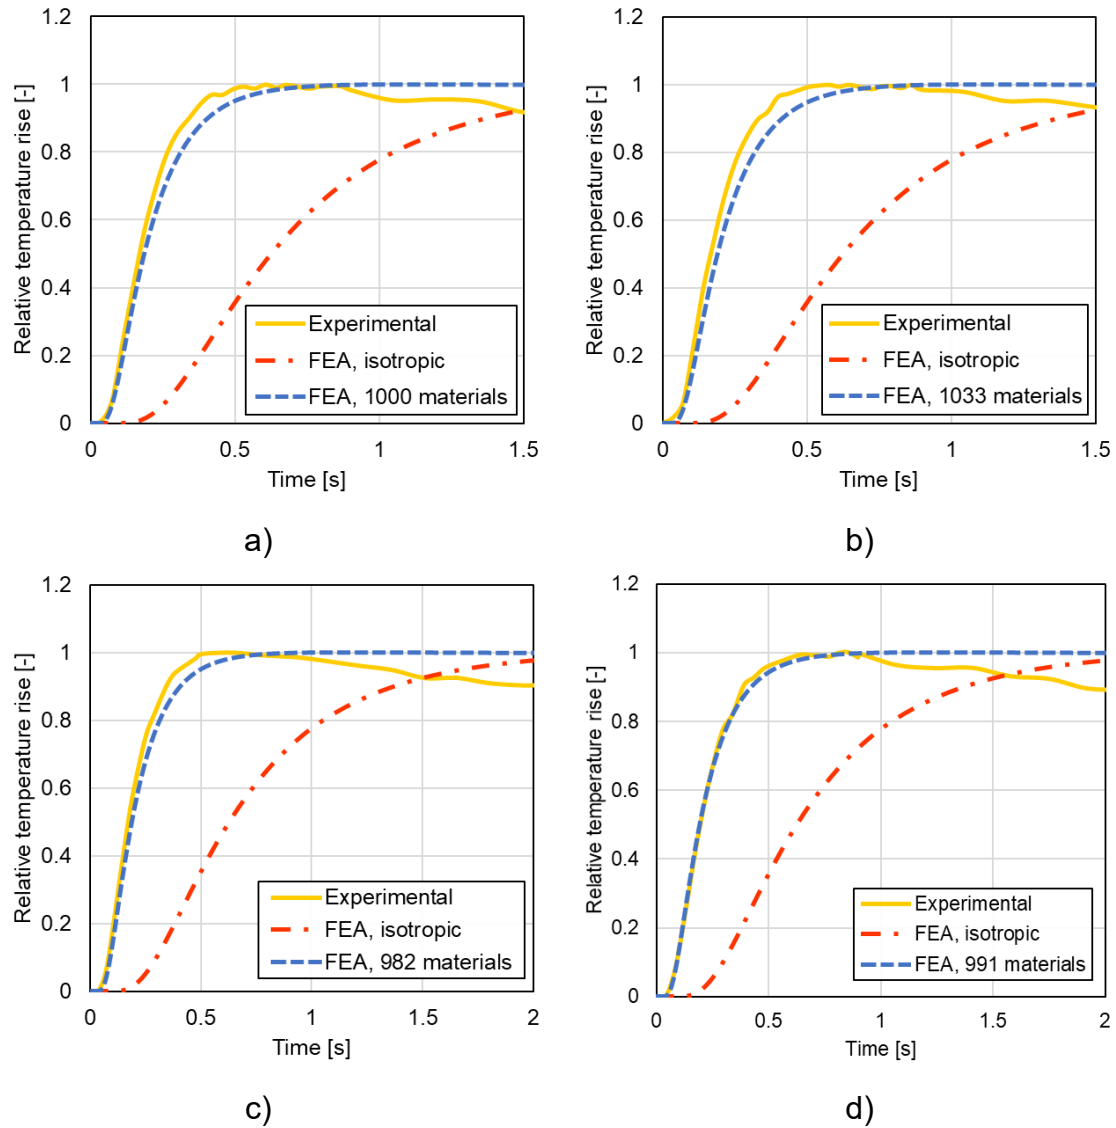 1.2
1
0.8
0.6
0.4
0.2
0
Relative temperature rise [-]
Experimental
FEA, isotropic
FEA, 1000 materials
0
0.5
1
1.5
Time [s]
a)
1.2
1
0.8
0.6
0.4
0.2
0
Relative temperature rise [-]
Experimental
FEA, isotropic
FEA, 1033 materials
0
0.5
1
1.5
Time [s]
b)
1.2
1
0.8
0.6
0.4
0.2
0
Relative temperature rise [-]
Experimental
FEA, isotropic
FEA, 982 materials
0
0.5
1
1.5
2
Time [s]
c)
1.2
1
0.8
0.6
0.4
0.2
0
Relative temperature rise [-]
Experimental
FEA, isotropic
FEA, 991 materials
0
0.5
1
1.5
2
Time [s]
d)